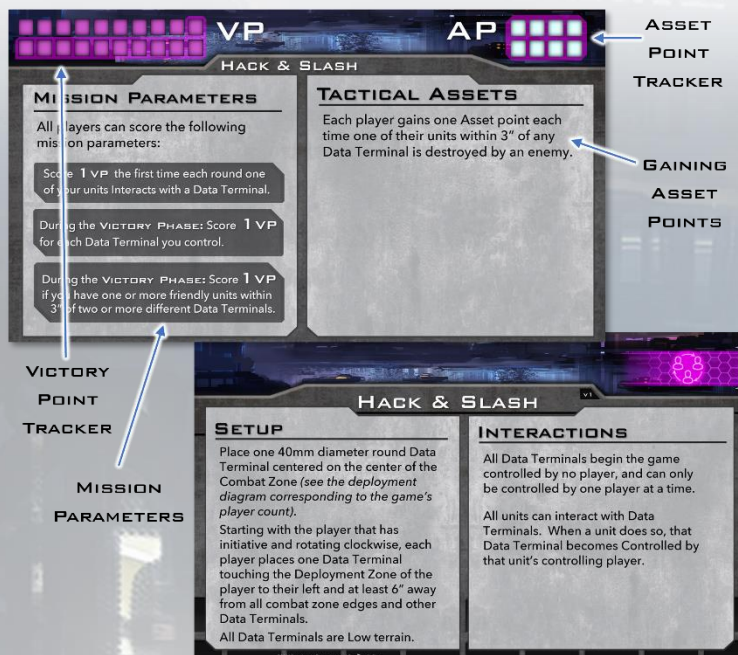 VP
AP
Hack & Slash
Mission Parameters
All players can score the following
mission parameters:
Score 1 VP the first time each round one
of your units Interacts with a Data Terminal.
During the Victory Phase: Score 1 VP
for each Data Terminal you control.
During the Victory Phase: Score 1 VP
if you have one or more friendly units within
3" of two or more different Data Terminals.
Tactical Assets
Each player gains one Asset point each
time one of their units within 3" of any
Data Terminal is destroyed by an enemy.
Asset
Point
Tracker
Gaining
Asset
Points
Victory
Point
Tracker
Mission
Parameters
Hack & Slash
v1
Setup
Place one 40mm diameter round Data
Terminal centered on the center of the
Combat Zone (see the deployment
diagram corresponding to the game's
player count).
Starting with the player that has
initiative and rotating clockwise, each
player places one Data Terminal
touching the Deployment Zone of the
player to their left and at least 6" away
from all combat zone edges and other
Data Terminals.
All Data Terminals are Low terrain.
Interactions
All Data Terminals begin the game
controlled by no player, and can only
be controlled by one player at a time.
All units can interact with Data
Terminals. When a unit does so, that
Data Terminal becomes Controlled by
that unit's controlling player.